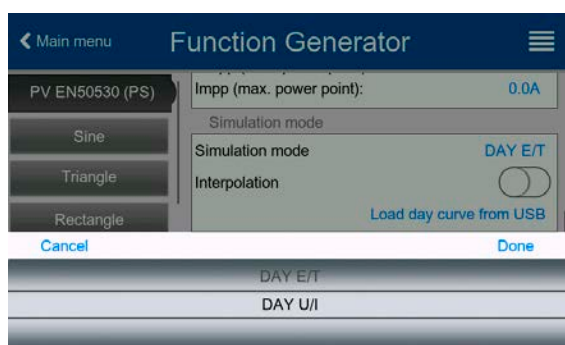 Main menu
Function Generator
PV EN50530 (PS)
Impp (max. power point): 0.0A
Sine
Simulation mode
Simulation mode DAY E/T
Triangle
Interpolation
Rectangle
Load day curve from USB
Cancel Done
DAY E/T
DAY U/I